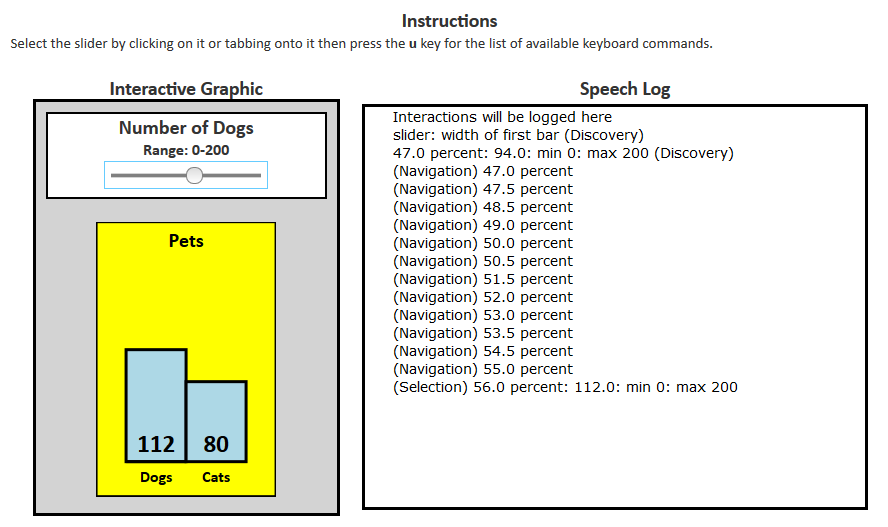 Instructions
Select the slider by clicking on it or tabbing onto it then press the u key for the list of available keyboard commands.
Interactive Graphic
Number of Dogs
Range: 0-200
Pets
112 80
Dogs Cats
Speech Log
Interactions will be logged here
slider: width of first bar (Discovery)
47.0 percent: 94.0: min 0: max 200 (Discovery)
(Navigation) 47.0 percent
(Navigation) 47.5 percent
(Navigation) 48.5 percent
(Navigation) 49.0 percent
(Navigation) 50.0 percent
(Navigation) 50.5 percent
(Navigation) 51.5 percent
(Navigation) 52.0 percent
(Navigation) 53.0 percent
(Navigation) 53.5 percent
(Navigation) 54.5 percent
(Navigation) 55.0 percent
(Selection) 56.0 percent: 112.0: min 0: max 200